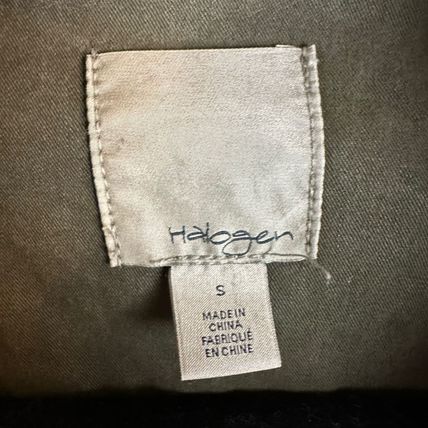 Halogen
S
MADE IN
CHINA
FABRIQUÉ
EN CHINE